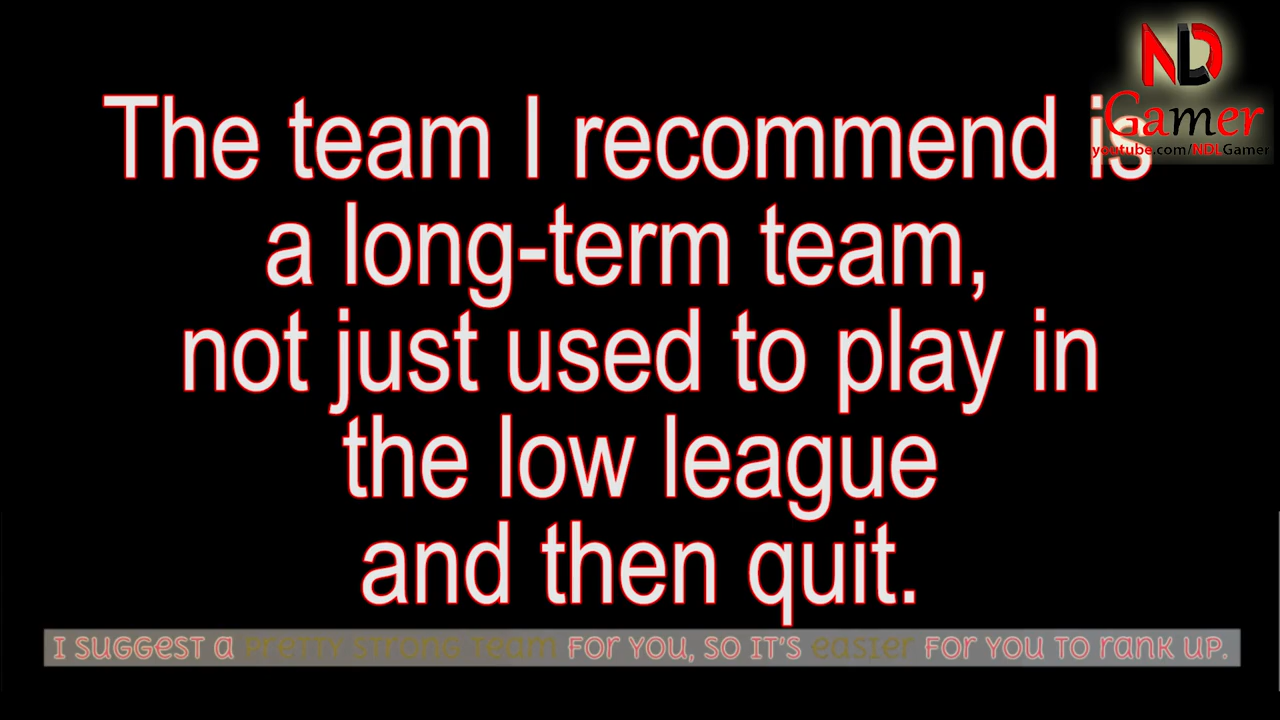 NDL
Gamer
youtube.com/NDLGamer
The team I recommend is
a long-term team,
not just used to play in
the low league
and then quit.
I suggest a pretty strong team for you, so it's easier for you to rank up.